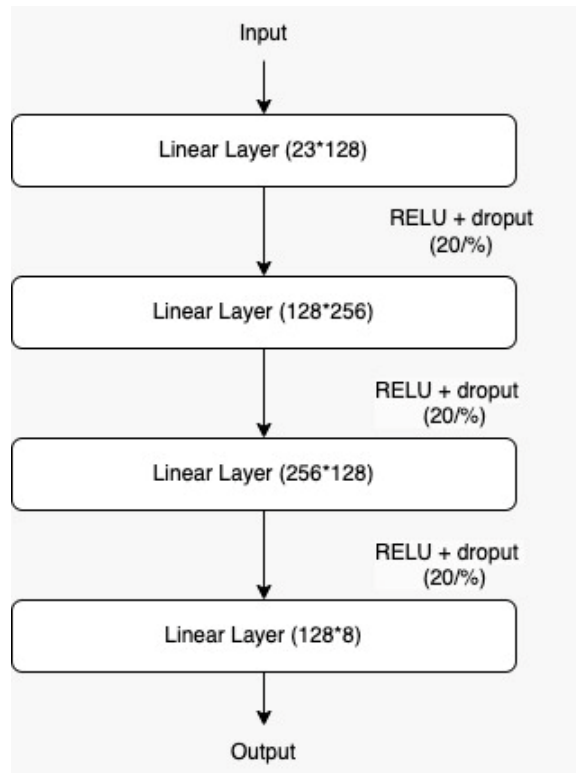 Input
Linear Layer (23*128)
RELU + droput
(20/%)
Linear Layer (128*256)
RELU + droput
(20/%)
Linear Layer (256*128)
RELU + droput
(20/%)
Linear Layer (128*8)
Output